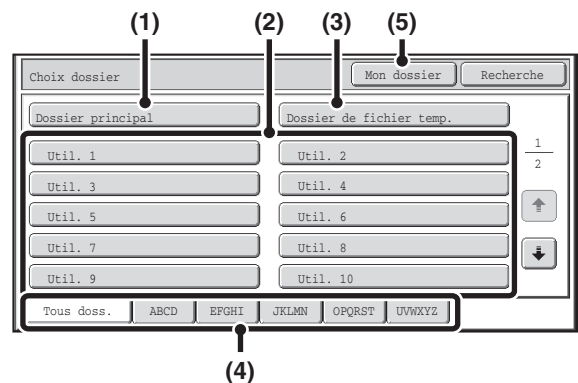 (1) (2) (3) (5)
Choix dossier Mon dossier Recherche
Dossier principal Dossier de fichier temp.
Util. 1 Util. 2
1
2
Util. 3 Util. 4
Util. 5 Util. 6
Util. 7 Util. 8
Util. 9 Util. 10
Tous doss. ABCD EFGHI JKLMN OPQRST UVWXYZ
(4)